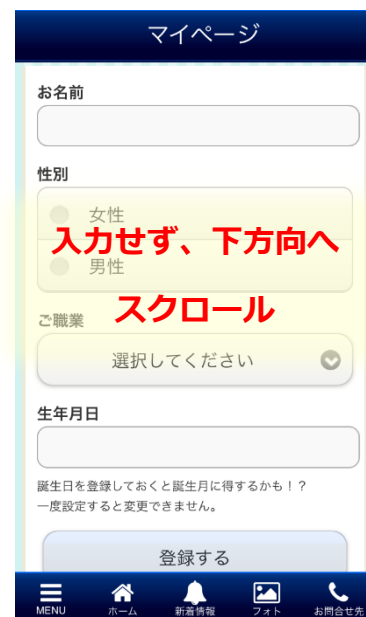 マイページ
お名前
性別
女性
入力せず、下方向へ
男性
スクロール
ご職業
選択してください
生年月日
誕生日を登録しておくと誕生月に得するかも！？
一度設定すると変更できません。
登録する
MENU ホーム 新着情報 フォト お問合せ先